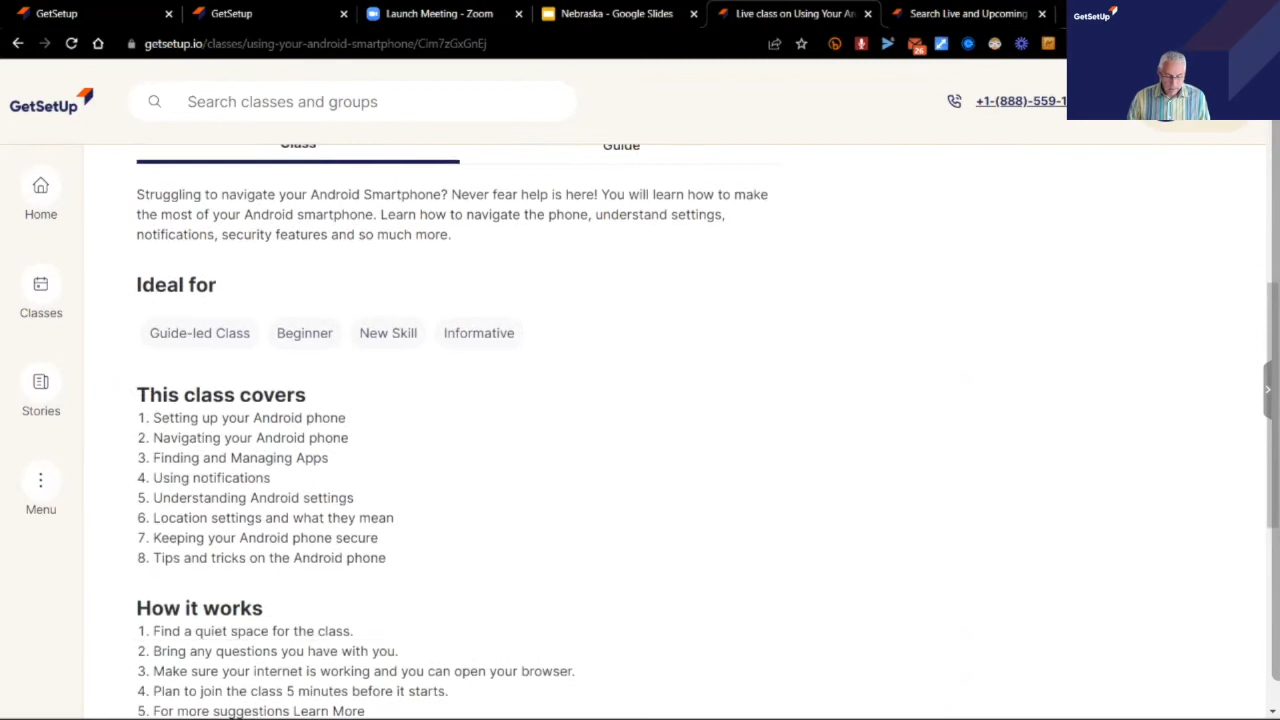 GetSetUp
GetSetUp
Launch Meeting - Zoom
Nebraska - Google Slides
Live class on Using Your An
Search Live and Upcoming
getsetup.io/classes/using-your-android-smartphone/Cim7zGxGnEj
26
GetSetUp
GetSetUp
Search classes and groups
+1-(888)-559-1
Class
Guide
Home
Classes
Stories
Menu
Struggling to navigate your Android Smartphone? Never fear help is here! You will learn how to make
the most of your Android smartphone. Learn how to navigate the phone, understand settings,
notifications, security features and so much more.
Ideal for
Guide-led Class
Beginner
New Skill
Informative
This class covers
1. Setting up your Android phone
2. Navigating your Android phone
3. Finding and Managing Apps
4. Using notifications
5. Understanding Android settings
6. Location settings and what they mean
7. Keeping your Android phone secure
8. Tips and tricks on the Android phone
How it works
1. Find a quiet space for the class.
2. Bring any questions you have with you.
3. Make sure your internet is working and you can open your browser.
4. Plan to join the class 5 minutes before it starts.
5. For more suggestions Learn More